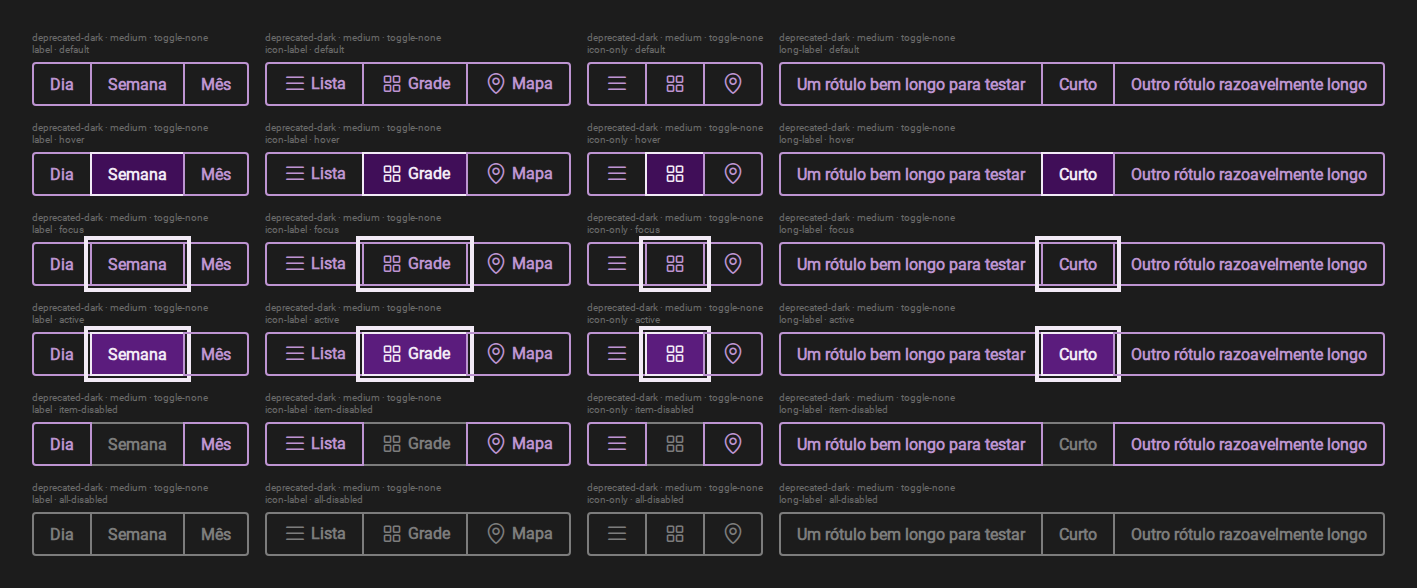 deprecated-dark · medium · toggle-none
label · default
Dia Semana Mês
deprecated-dark · medium · toggle-none
icon-label · default
Lista Grade Mapa
deprecated-dark · medium · toggle-none
icon-only · default
deprecated-dark · medium · toggle-none
long-label · default
Um rótulo bem longo para testar Curto Outro rótulo razoavelmente longo
deprecated-dark · medium · toggle-none
label · hover
Dia Semana Mês
deprecated-dark · medium · toggle-none
icon-label · hover
Lista Grade Mapa
deprecated-dark · medium · toggle-none
icon-only · hover
deprecated-dark · medium · toggle-none
long-label · hover
Um rótulo bem longo para testar Curto Outro rótulo razoavelmente longo
deprecated-dark · medium · toggle-none
label · focus
Dia Semana Mês
deprecated-dark · medium · toggle-none
icon-label · focus
Lista Grade Mapa
deprecated-dark · medium · toggle-none
icon-only · focus
deprecated-dark · medium · toggle-none
long-label · focus
Um rótulo bem longo para testar Curto Outro rótulo razoavelmente longo
deprecated-dark · medium · toggle-none
label · active
Dia Semana Mês
deprecated-dark · medium · toggle-none
icon-label · active
Lista Grade Mapa
deprecated-dark · medium · toggle-none
icon-only · active
deprecated-dark · medium · toggle-none
long-label · active
Um rótulo bem longo para testar Curto Outro rótulo razoavelmente longo
deprecated-dark · medium · toggle-none
label · item-disabled
Dia Semana Mês
deprecated-dark · medium · toggle-none
icon-label · item-disabled
Lista Grade Mapa
deprecated-dark · medium · toggle-none
icon-only · item-disabled
deprecated-dark · medium · toggle-none
long-label · item-disabled
Um rótulo bem longo para testar Curto Outro rótulo razoavelmente longo
deprecated-dark · medium · toggle-none
label · all-disabled
Dia Semana Mês
deprecated-dark · medium · toggle-none
icon-label · all-disabled
Lista Grade Mapa
deprecated-dark · medium · toggle-none
icon-only · all-disabled
deprecated-dark · medium · toggle-none
long-label · all-disabled
Um rótulo bem longo para testar Curto Outro rótulo razoavelmente longo